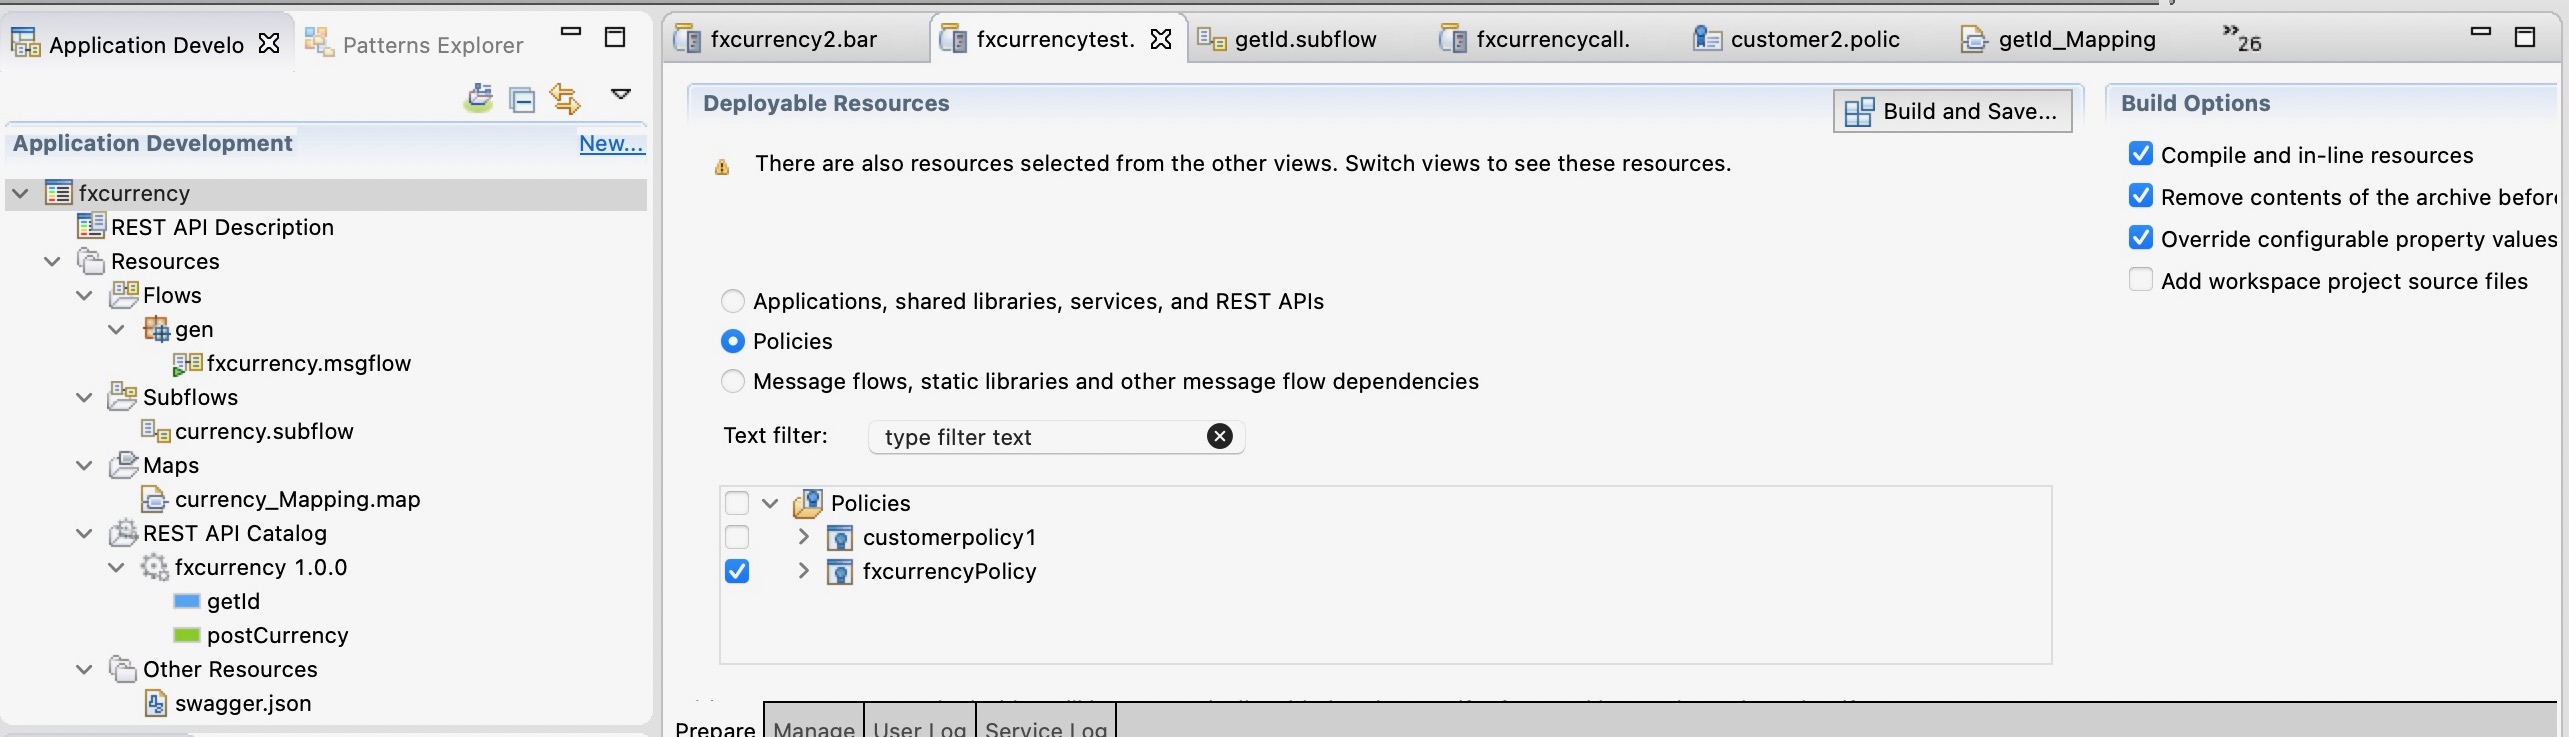 Application Develo
Patterns Explorer
Application Development
New...
fxcurrency
REST API Description
Resources
Flows
gen
fxcurrency.msgflow
Subflows
currency.subflow
Maps
currency_Mapping.map
REST API Catalog
fxcurrency 1.0.0
getId
postCurrency
Other Resources
swagger.json
fxcurrency2.bar
fxcurrencytest.
getId.subflow
fxcurrencycall.
customer2.polic
getId_Mapping
»26
Deployable Resources
Build and Save...
There are also resources selected from the other views. Switch views to see these resources.
Applications, shared libraries, services, and REST APIs
Policies
Message flows, static libraries and other message flow dependencies
Text filter:
type filter text
Policies
customerpolicy1
fxcurrencyPolicy
Prepare
Manage
User Log
Service Log
Build Options
Compile and in-line resources
Remove contents of the archive befor
Override configurable property values
Add workspace project source files